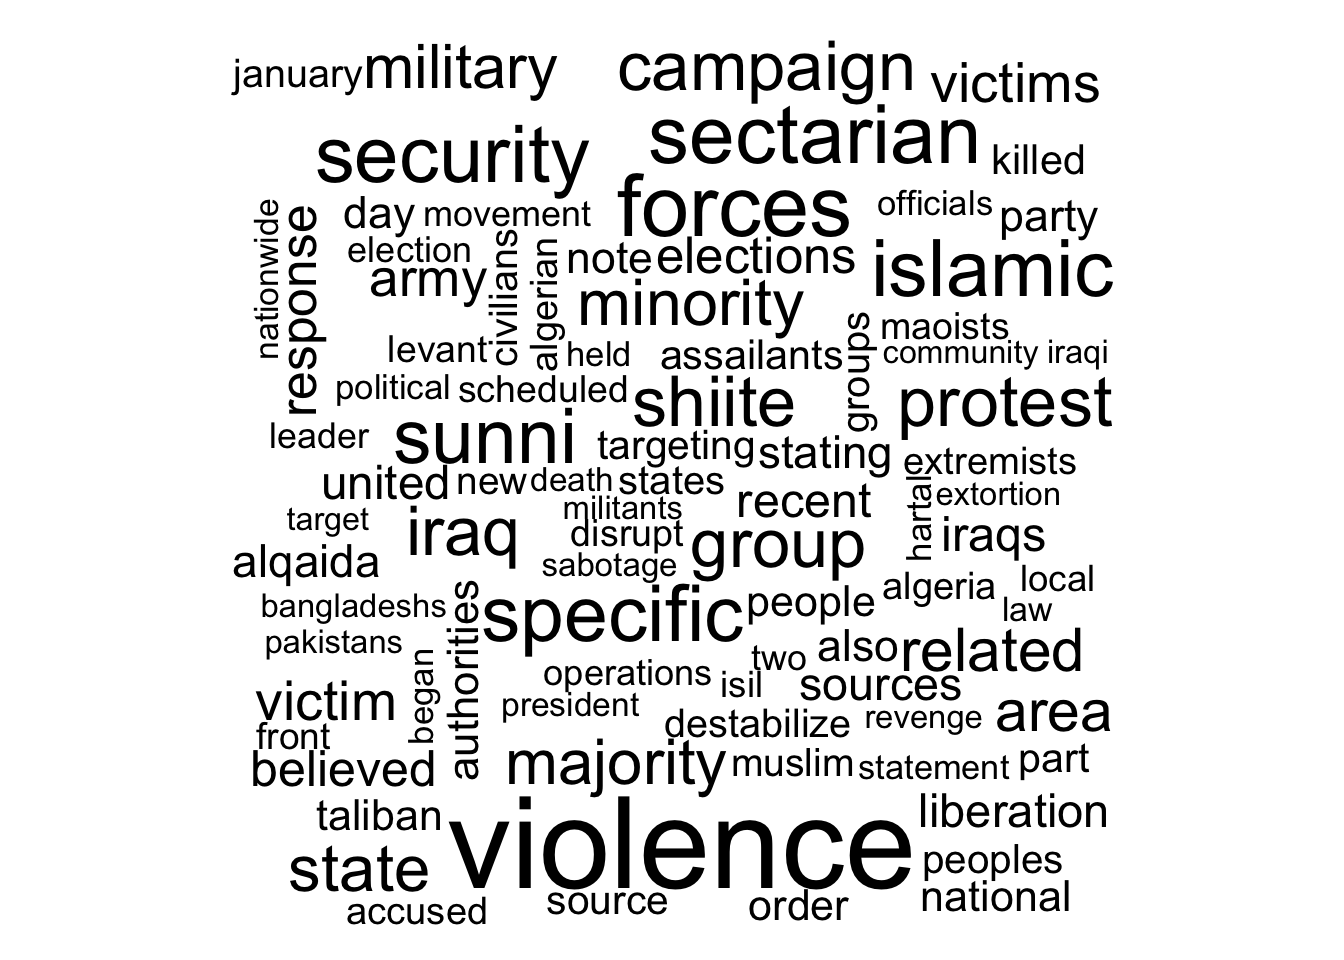 january military campaign victims
security sectarian killed
nationwide response day movement forces officials party
election army civilians algerian note elections islamic
minority
levant held assailants groups maoists
community iraqi
political scheduled shiite protest
leader sunni targeting stating extremists
united new death states recent hartal extortion
target iraq militants disrupt group iraqs
alqaida sabotage
bangladeshs authorities specific people algeria local
law
pakistans began operations two also related
victim isil sources
front president destabilize revenge area
believed majority muslim statement part
taliban violence liberation
state peoples
accused source order national